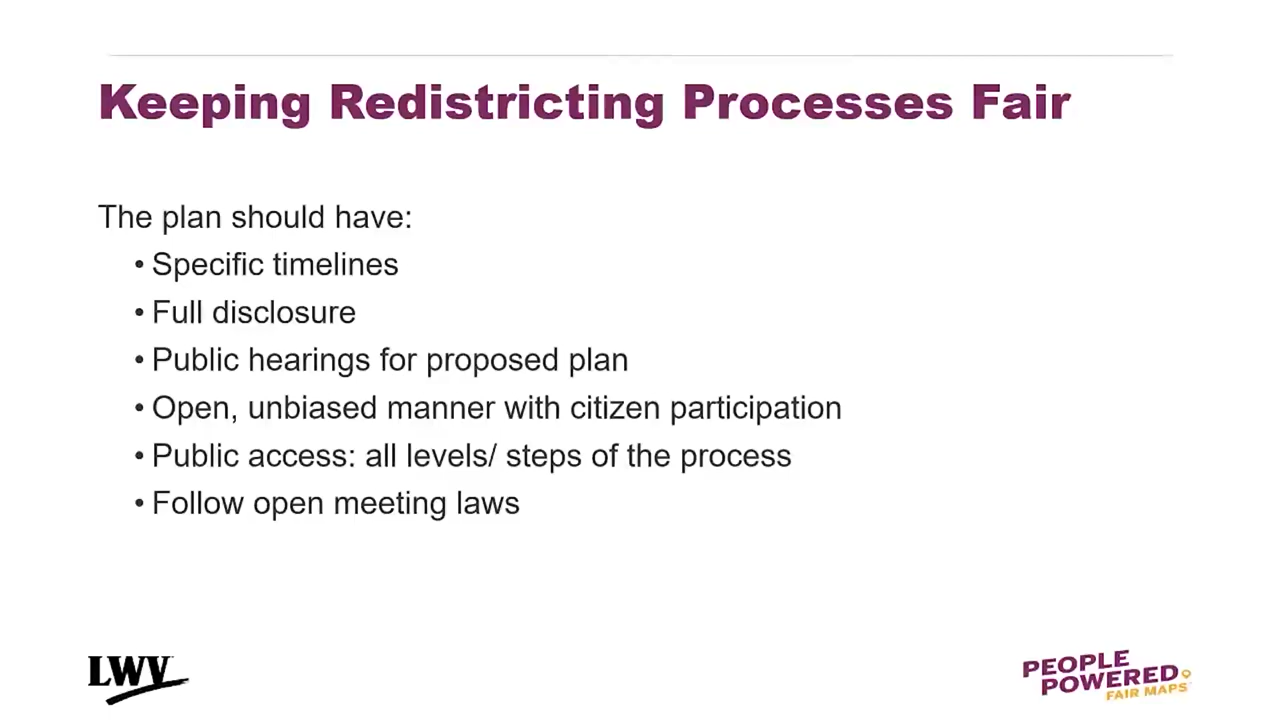 Keeping Redistricting Processes Fair
The plan should have:
• Specific timelines
• Full disclosure
• Public hearings for proposed plan
• Open, unbiased manner with citizen participation
• Public access: all levels/ steps of the process
• Follow open meeting laws
LWV
PEOPLE
POWERED
FAIR MAPS